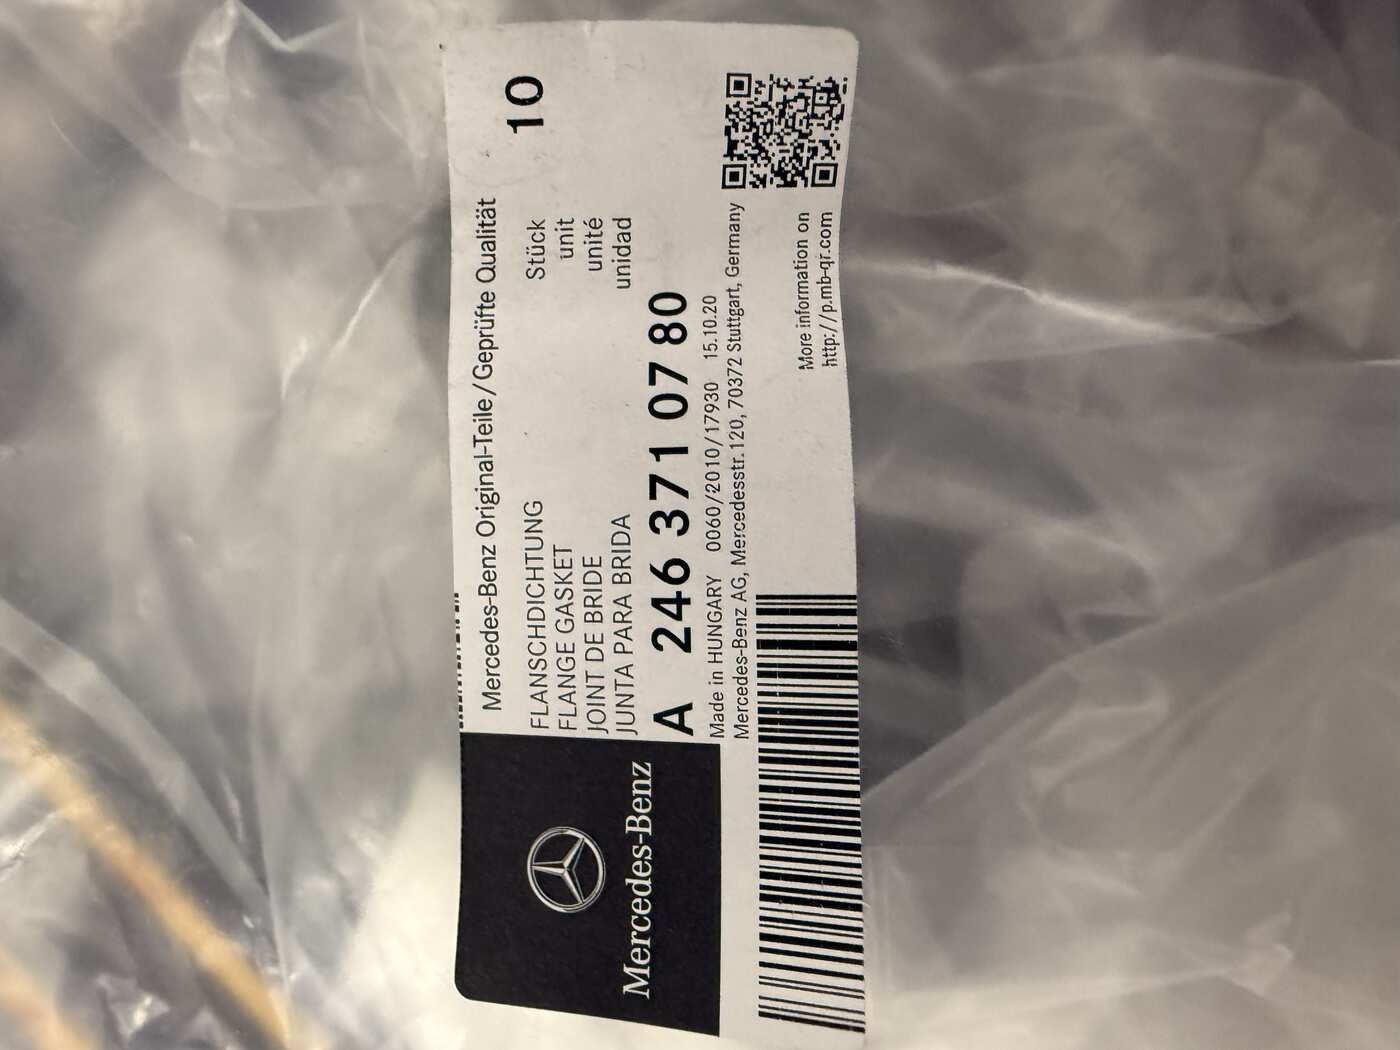 Mercedes-Benz Original-Teile/Geprüfte Qualität
10
FLANSCHDICHTUNG Stück
FLANGE GASKET unit
JOINT DE BRIDE unité
JUNTA PARA BRIDA unidad
A 246 371 07 80
Made in HUNGARY 0060/2010/17930 15.10.20
Mercedes-Benz AG, Mercedesstr. 120, 70372 Stuttgart, Germany
More information on
http://p.mb-qr.com
Mercedes-Benz